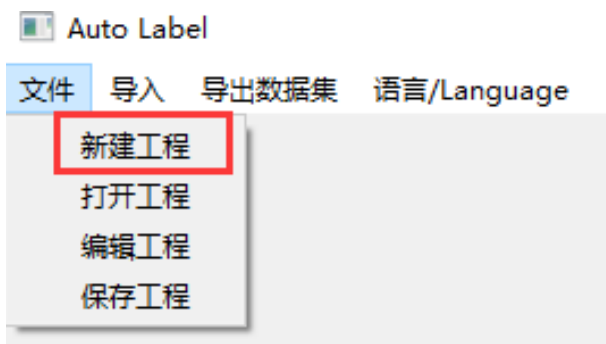 Auto Label
文件 导入 导出数据集 语言/Language
新建工程
打开工程
编辑工程
保存工程